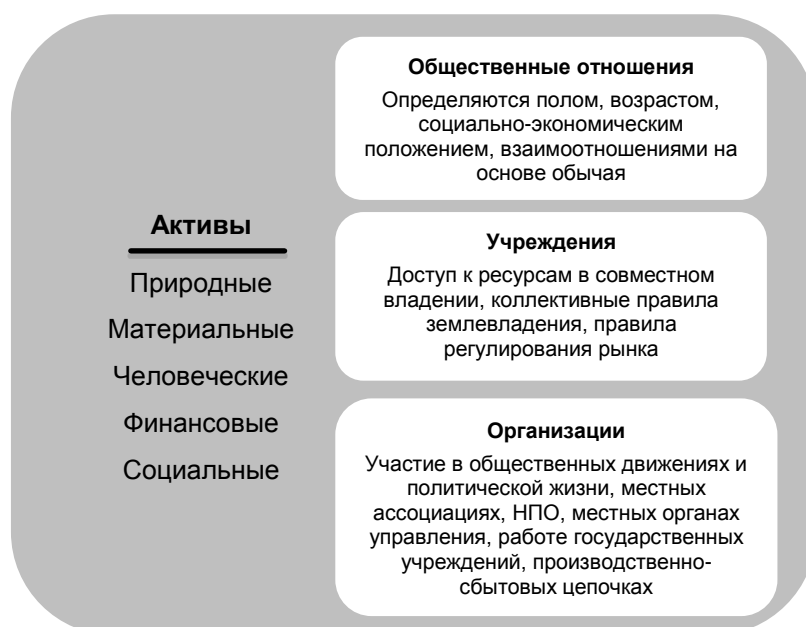 Активы
Природные
Материальные
Человеческие
Финансовые
Социальные
Общественные отношения
Определяются полом, возрастом,
социально-экономическим
положением, взаимоотношениями на
основе обычая
Учреждения
Доступ к ресурсам в совместном
владении, коллективные правила
землевладения, правила
регулирования рынка
Организации
Участие в общественных движениях и
политической жизни, местных
ассоциациях, НПО, местных органах
управления, работе государственных
учреждений, производственно-
сбытовых цепочках